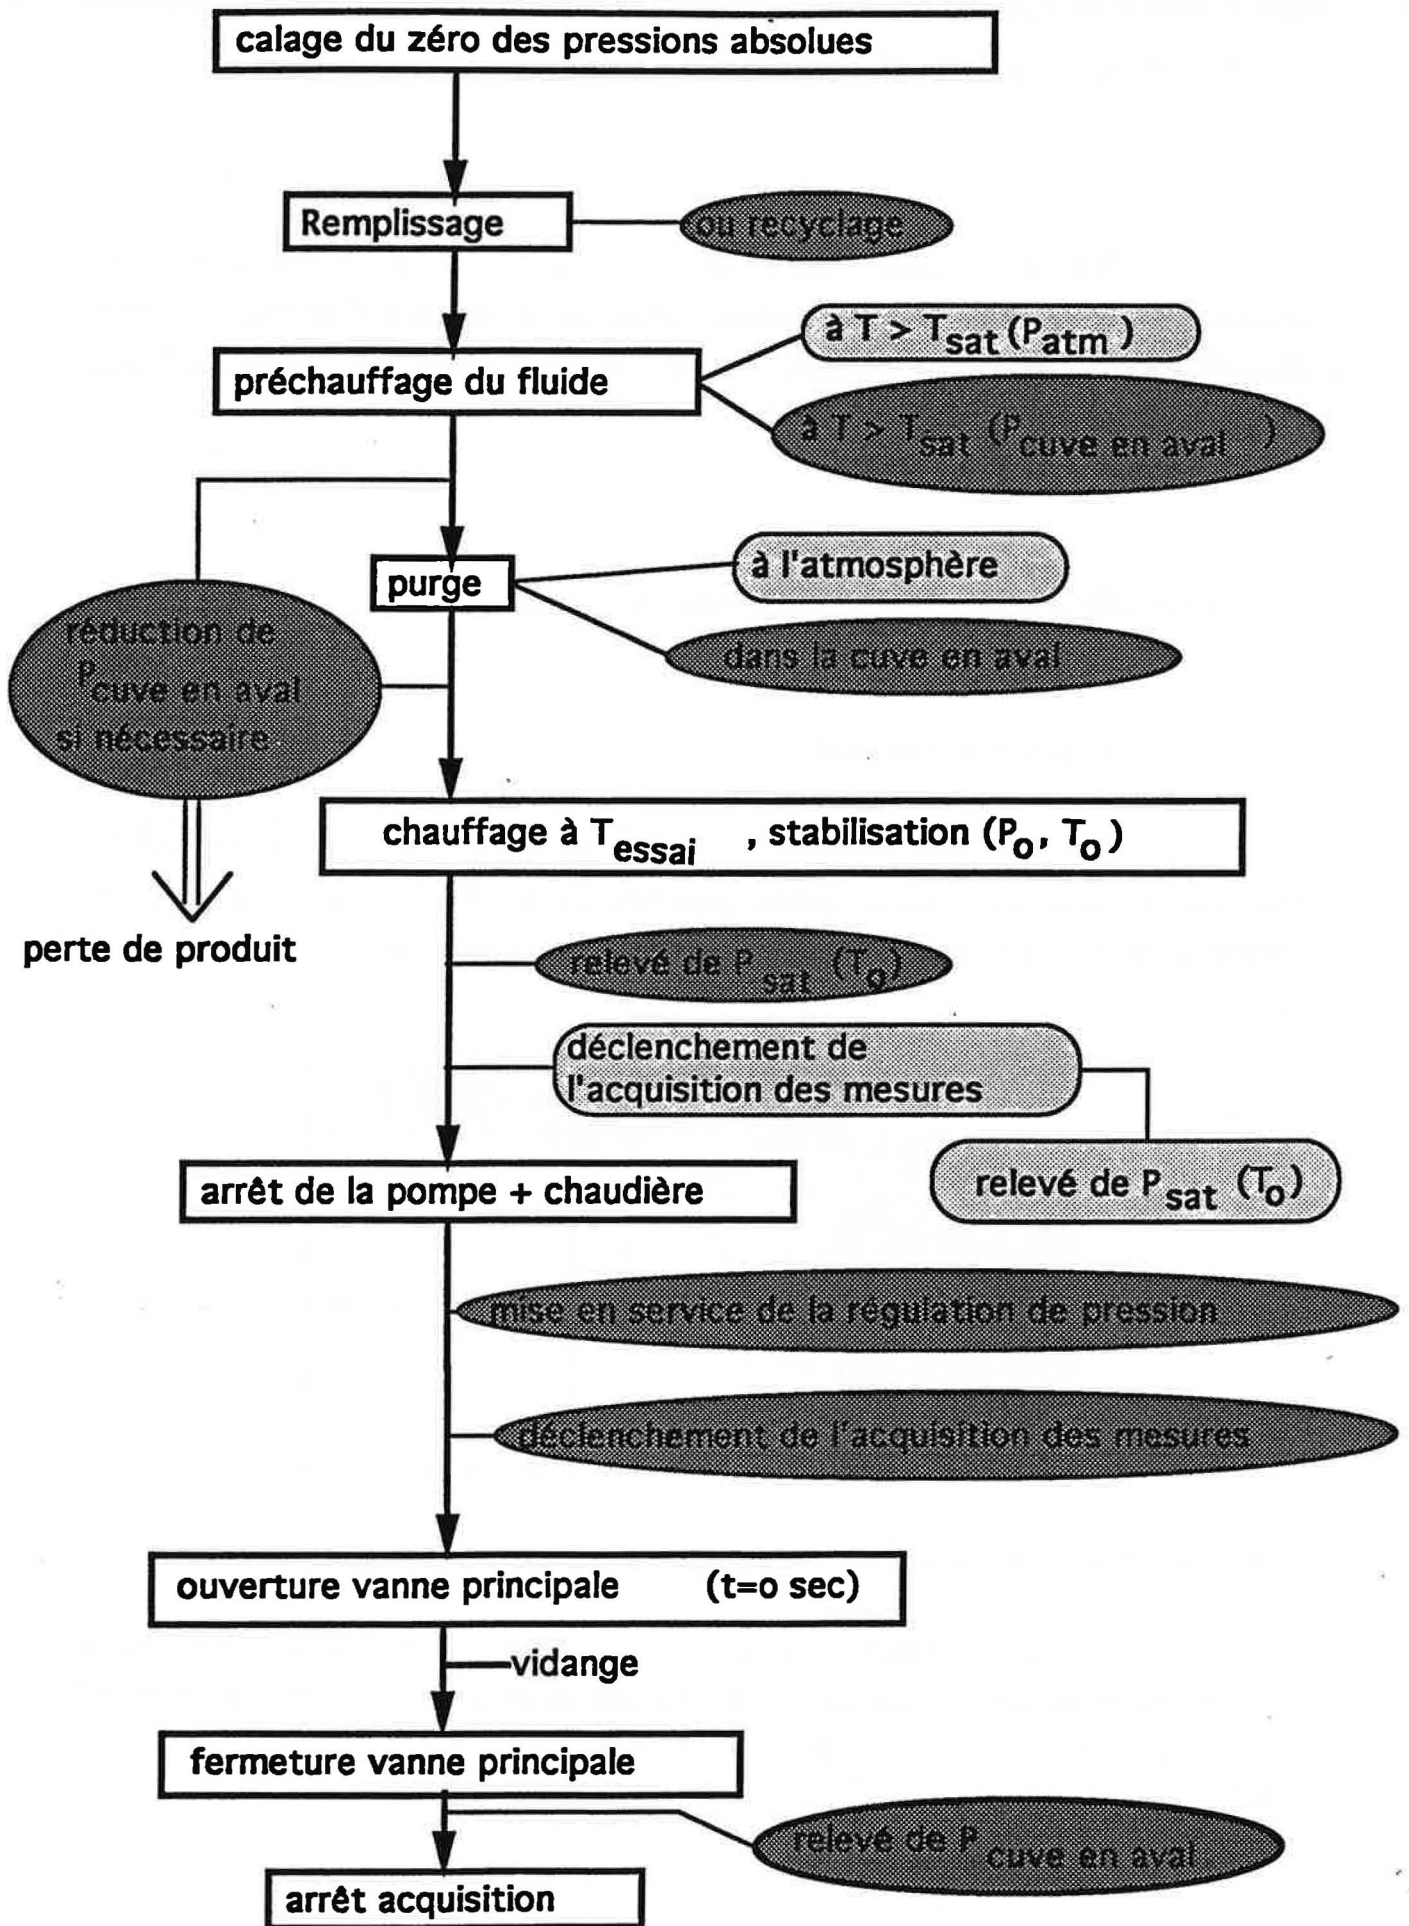 calage du zéro des pressions absolues
Remplissage
ou recyclage
à T > Tsat (Patm )
préchauffage du fluide
à T > Tsat (Pcuve en aval )
à l'atmosphère
purge
dans la cuve en aval
réduction de
Pcuve en aval
si nécessaire
chauffage à Tessai , stabilisation (Po, To)
perte de produit
relevé de Psat (To)
déclenchement de
l'acquisition des mesures
relevé de Psat (To)
arrêt de la pompe + chaudière
mise en service de la régulation de pression
déclenchement de l'acquisition des mesures
ouverture vanne principale (t=o sec)
vidange
fermeture vanne principale
relevé de P cuve en aval
arrêt acquisition